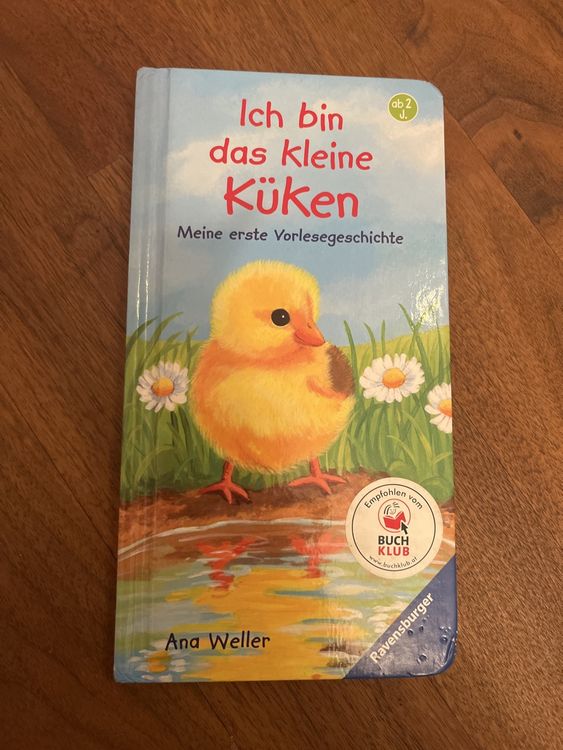 ab 2
J.
Ich bin
das kleine
Küken
Meine erste Vorlesegeschichte
Empfohlen vom
BUCH
KLUB
www.buchklub.at
Ravensburger
Ana Weller